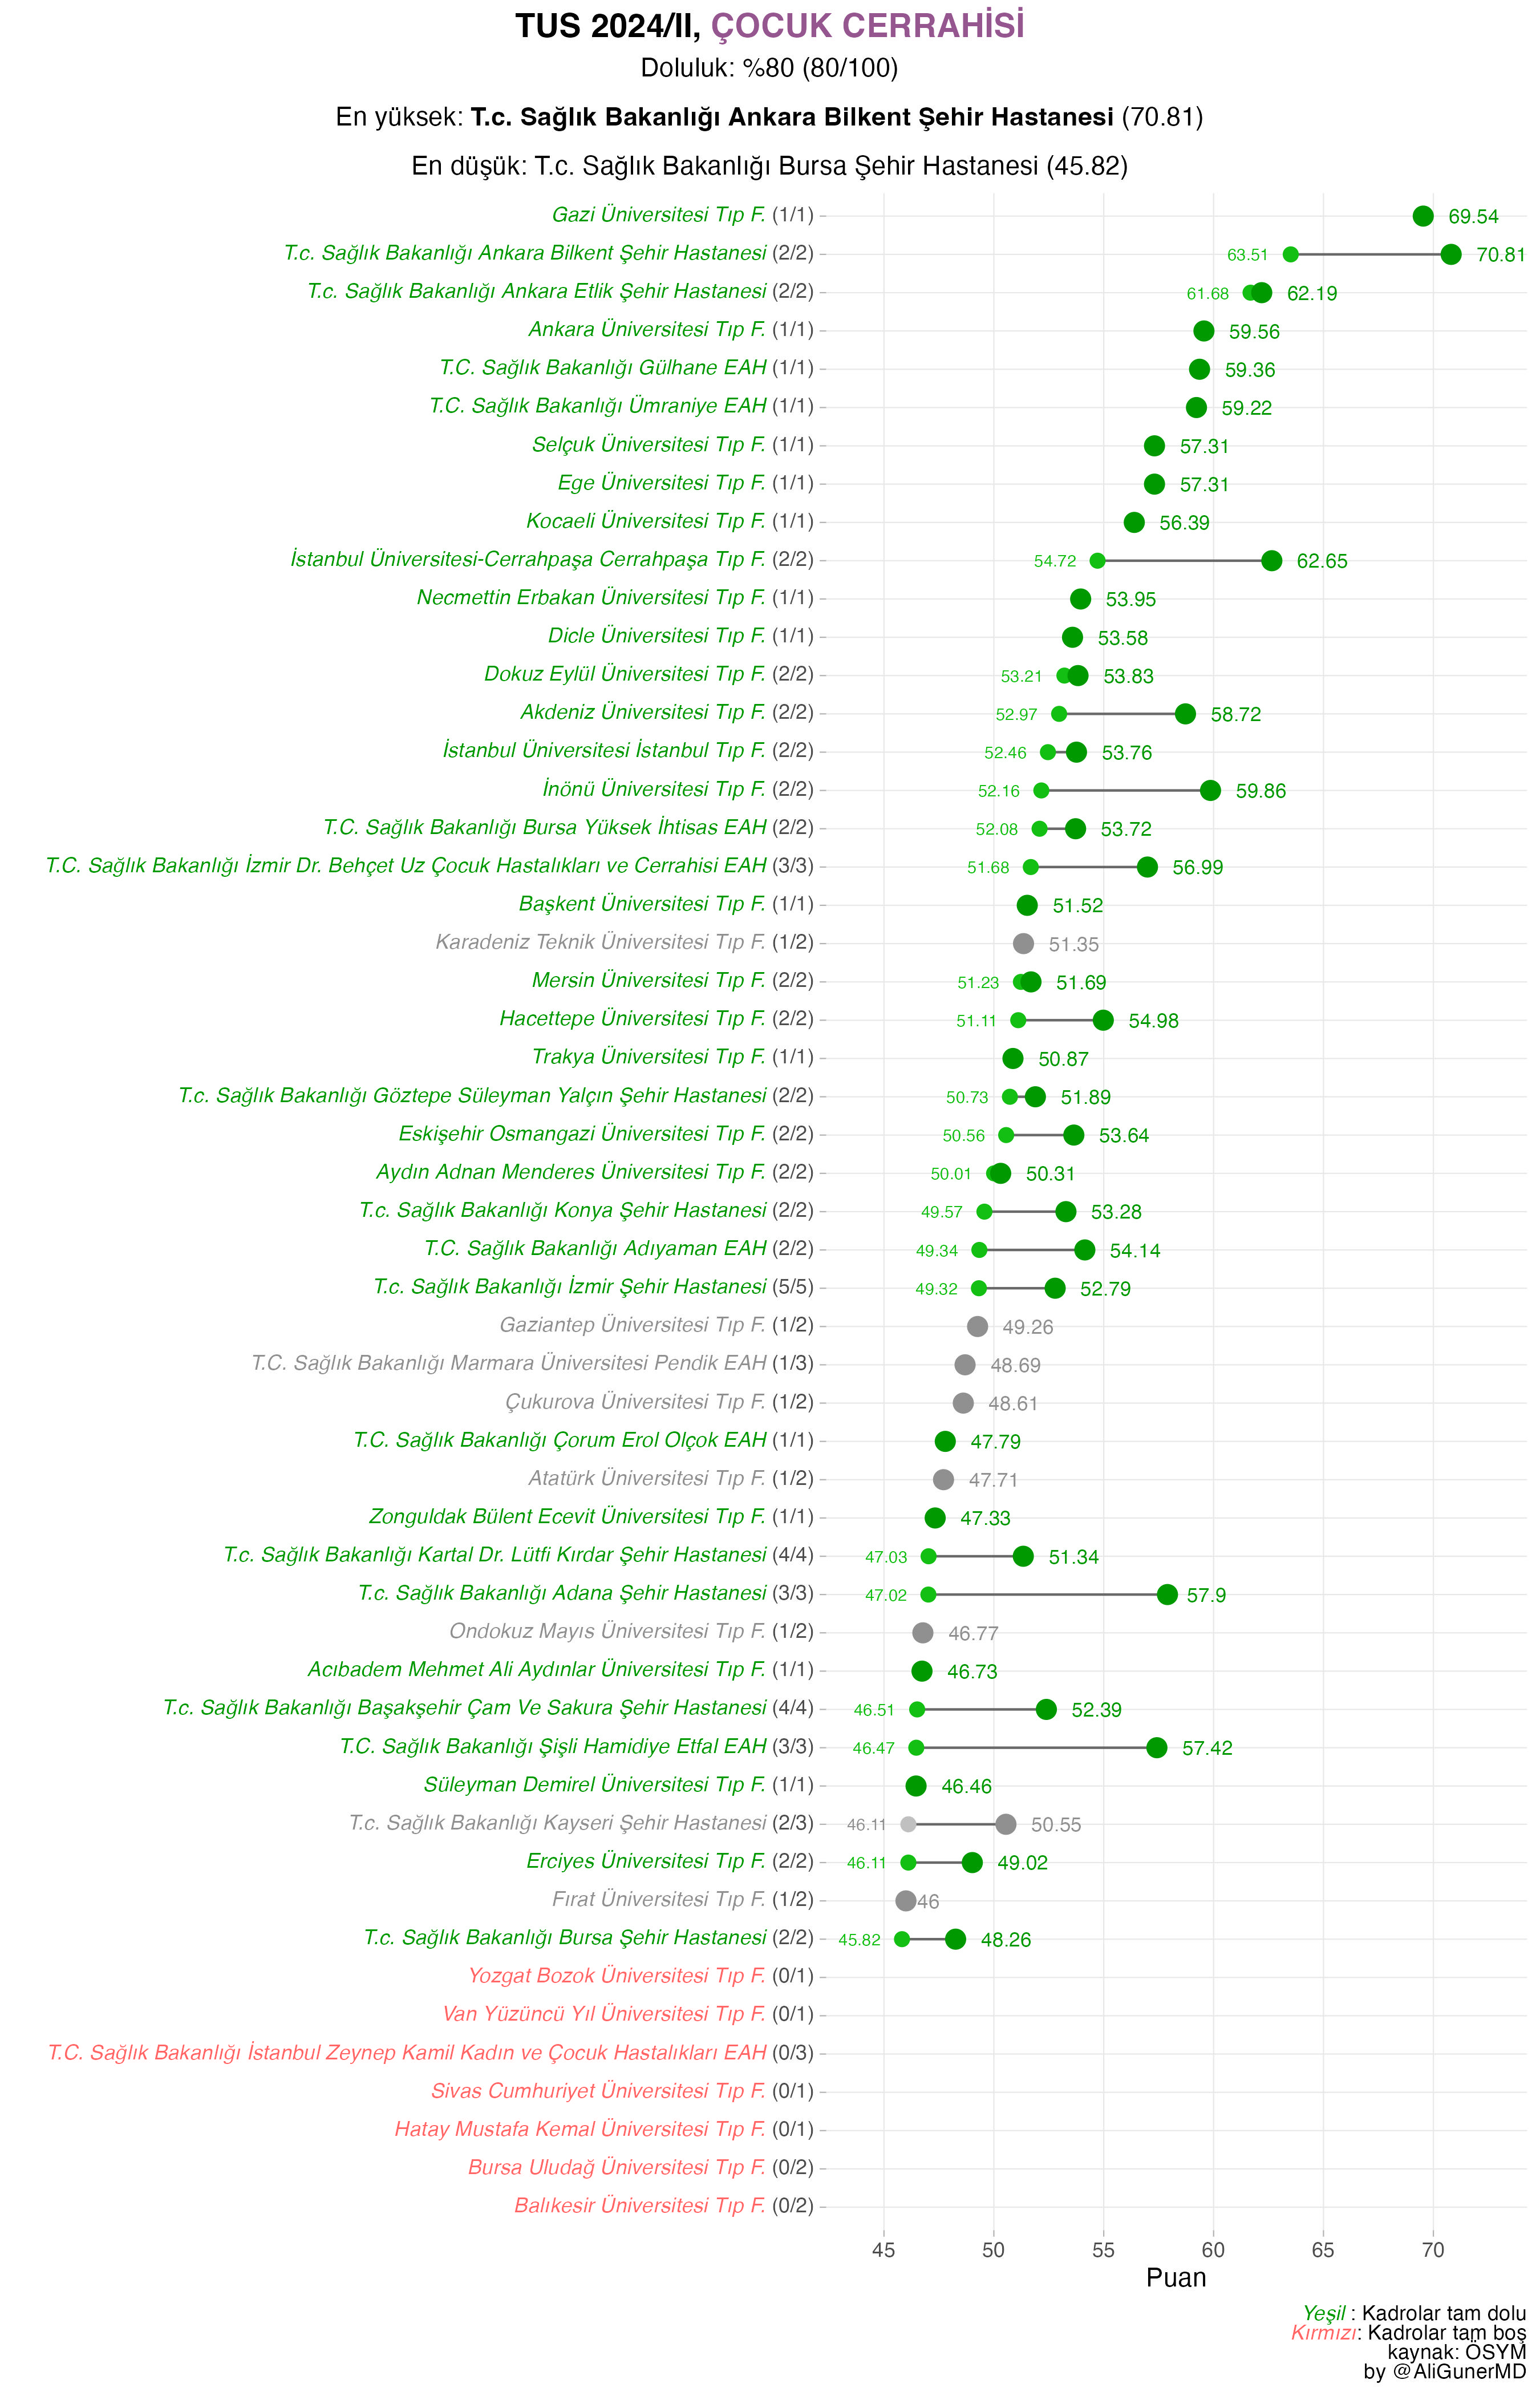 TUS 2024/II, ÇOCUK CERRAHİSİ
Doluluk: %80 (80/100)
En yüksek: T.c. Sağlık Bakanlığı Ankara Bilkent Şehir Hastanesi (70.81)
En düşük: T.c. Sağlık Bakanlığı Bursa Şehir Hastanesi (45.82)
Gazi Üniversitesi Tıp F. (1/1) 69.54
T.c. Sağlık Bakanlığı Ankara Bilkent Şehir Hastanesi (2/2) 63.51 70.81
T.c. Sağlık Bakanlığı Ankara Etlik Şehir Hastanesi (2/2) 61.68 62.19
Ankara Üniversitesi Tıp F. (1/1) 59.56
T.C. Sağlık Bakanlığı Gülhane EAH (1/1) 59.36
T.C. Sağlık Bakanlığı Ümraniye EAH (1/1) 59.22
Selçuk Üniversitesi Tıp F. (1/1) 57.31
Ege Üniversitesi Tıp F. (1/1) 57.31
Kocaeli Üniversitesi Tıp F. (1/1) 56.39
İstanbul Üniversitesi-Cerrahpaşa Cerrahpaşa Tıp F. (2/2) 54.72 62.65
Necmettin Erbakan Üniversitesi Tıp F. (1/1) 53.95
Dicle Üniversitesi Tıp F. (1/1) 53.58
Dokuz Eylül Üniversitesi Tıp F. (2/2) 53.21 53.83
Akdeniz Üniversitesi Tıp F. (2/2) 52.97 58.72
İstanbul Üniversitesi İstanbul Tıp F. (2/2) 52.46 53.76
İnönü Üniversitesi Tıp F. (2/2) 52.16 59.86
T.C. Sağlık Bakanlığı Bursa Yüksek İhtisas EAH (2/2) 52.08 53.72
T.C. Sağlık Bakanlığı İzmir Dr. Behçet Uz Çocuk Hastalıkları ve Cerrahisi EAH (3/3) 51.68 56.99
Başkent Üniversitesi Tıp F. (1/1) 51.52
Karadeniz Teknik Üniversitesi Tıp F. (1/2) 51.35
Mersin Üniversitesi Tıp F. (2/2) 51.23 51.69
Hacettepe Üniversitesi Tıp F. (2/2) 51.11 54.98
Trakya Üniversitesi Tıp F. (1/1) 50.87
T.c. Sağlık Bakanlığı Göztepe Süleyman Yalçın Şehir Hastanesi (2/2) 50.73 51.89
Eskişehir Osmangazi Üniversitesi Tıp F. (2/2) 50.56 53.64
Aydın Adnan Menderes Üniversitesi Tıp F. (2/2) 50.01 50.31
T.c. Sağlık Bakanlığı Konya Şehir Hastanesi (2/2) 49.57 53.28
T.C. Sağlık Bakanlığı Adıyaman EAH (2/2) 49.34 54.14
T.c. Sağlık Bakanlığı İzmir Şehir Hastanesi (5/5) 49.32 52.79
Gaziantep Üniversitesi Tıp F. (1/2) 49.26
T.C. Sağlık Bakanlığı Marmara Üniversitesi Pendik EAH (1/3) 48.69
Çukurova Üniversitesi Tıp F. (1/2) 48.61
T.C. Sağlık Bakanlığı Çorum Erol Olçok EAH (1/1) 47.79
Atatürk Üniversitesi Tıp F. (1/2) 47.71
Zonguldak Bülent Ecevit Üniversitesi Tıp F. (1/1) 47.33
T.c. Sağlık Bakanlığı Kartal Dr. Lütfi Kırdar Şehir Hastanesi (4/4) 47.03 51.34
T.c. Sağlık Bakanlığı Adana Şehir Hastanesi (3/3) 47.02 57.9
Ondokuz Mayıs Üniversitesi Tıp F. (1/2) 46.77
Acıbadem Mehmet Ali Aydınlar Üniversitesi Tıp F. (1/1) 46.73
T.c. Sağlık Bakanlığı Başakşehir Çam Ve Sakura Şehir Hastanesi (4/4) 46.51 52.39
T.C. Sağlık Bakanlığı Şişli Hamidiye Etfal EAH (3/3) 46.47 57.42
Süleyman Demirel Üniversitesi Tıp F. (1/1) 46.46
T.c. Sağlık Bakanlığı Kayseri Şehir Hastanesi (2/3) 46.11 50.55
Erciyes Üniversitesi Tıp F. (2/2) 46.11 49.02
Fırat Üniversitesi Tıp F. (1/2) 46
T.c. Sağlık Bakanlığı Bursa Şehir Hastanesi (2/2) 45.82 48.26
Yozgat Bozok Üniversitesi Tıp F. (0/1)
Van Yüzüncü Yıl Üniversitesi Tıp F. (0/1)
T.C. Sağlık Bakanlığı İstanbul Zeynep Kamil Kadın ve Çocuk Hastalıkları EAH (0/3)
Sivas Cumhuriyet Üniversitesi Tıp F. (0/1)
Hatay Mustafa Kemal Üniversitesi Tıp F. (0/1)
Bursa Uludağ Üniversitesi Tıp F. (0/2)
Balıkesir Üniversitesi Tıp F. (0/2)
45 50 55 60 65 70
Puan
Yeşil : Kadrolar tam dolu
Kırmızı: Kadrolar tam boş
kaynak: ÖSYM
by @AliGunerMD